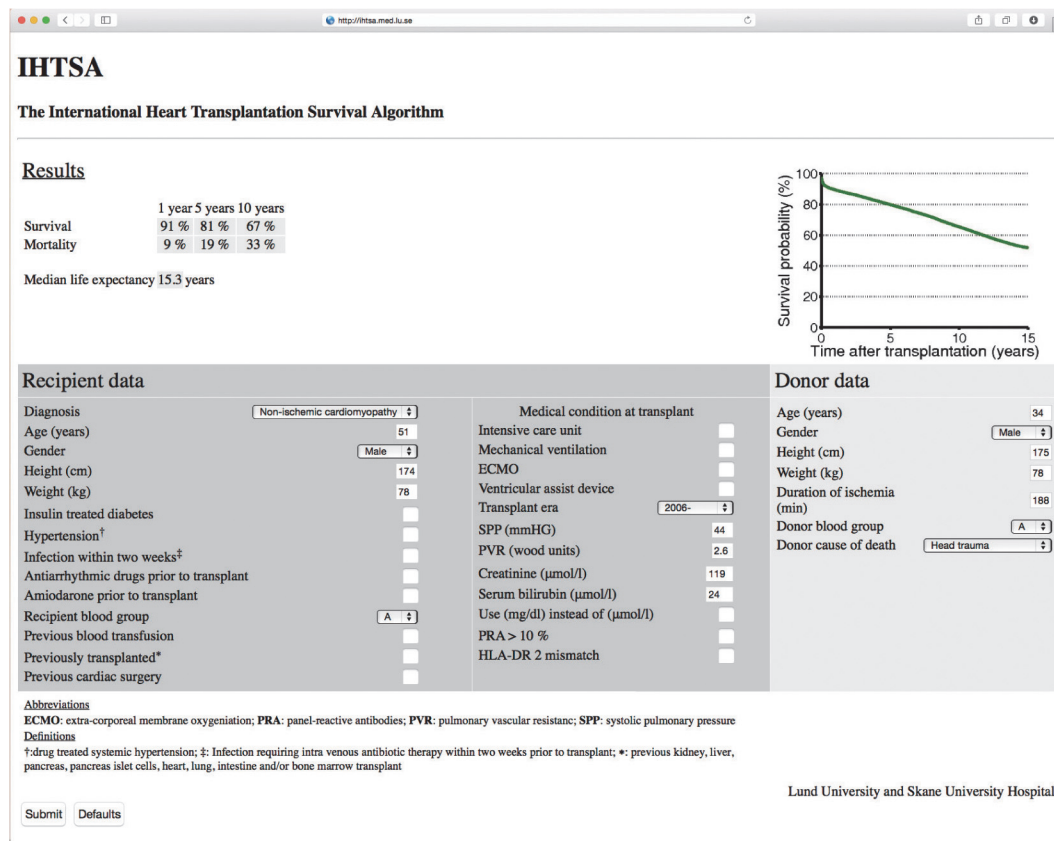 http://ihtsa.med.lu.se
IHTSA
The International Heart Transplantation Survival Algorithm
Results
1 year 5 years 10 years
Survival 91 % 81 % 67 %
Mortality 9 % 19 % 33 %
Median life expectancy 15.3 years
Survival probability (%)
100
80
60
40
20
0
0 5 10 15
Time after transplantation (years)
Recipient data
Diagnosis Non-ischemic cardiomyopathy
Age (years) 51
Gender Male
Height (cm) 174
Weight (kg) 78
Insulin treated diabetes
Hypertension†
Infection within two weeks‡
Antiarrhythmic drugs prior to transplant
Amiodarone prior to transplant
Recipient blood group A
Previous blood transfusion
Previously transplanted*
Previous cardiac surgery
Medical condition at transplant
Intensive care unit
Mechanical ventilation
ECMO
Ventricular assist device
Transplant era 2006-
SPP (mmHG) 44
PVR (wood units) 2.6
Creatinine (µmol/l) 119
Serum bilirubin (µmol/l) 24
Use (mg/dl) instead of (µmol/l)
PRA > 10 %
HLA-DR 2 mismatch
Donor data
Age (years) 34
Gender Male
Height (cm) 175
Weight (kg) 78
Duration of ischemia
(min) 188
Donor blood group A
Donor cause of death Head trauma
Abbreviations
ECMO: extra-corporeal membrane oxygeniation; PRA: panel-reactive antibodies; PVR: pulmonary vascular resistanc; SPP: systolic pulmonary pressure
Definitions
†:drug treated systemic hypertension; ‡: Infection requiring intra venous antibiotic therapy within two weeks prior to transplant; *: previous kidney, liver,
pancreas, pancreas islet cells, heart, lung, intestine and/or bone marrow transplant
Lund University and Skane University Hospital
Submit Defaults